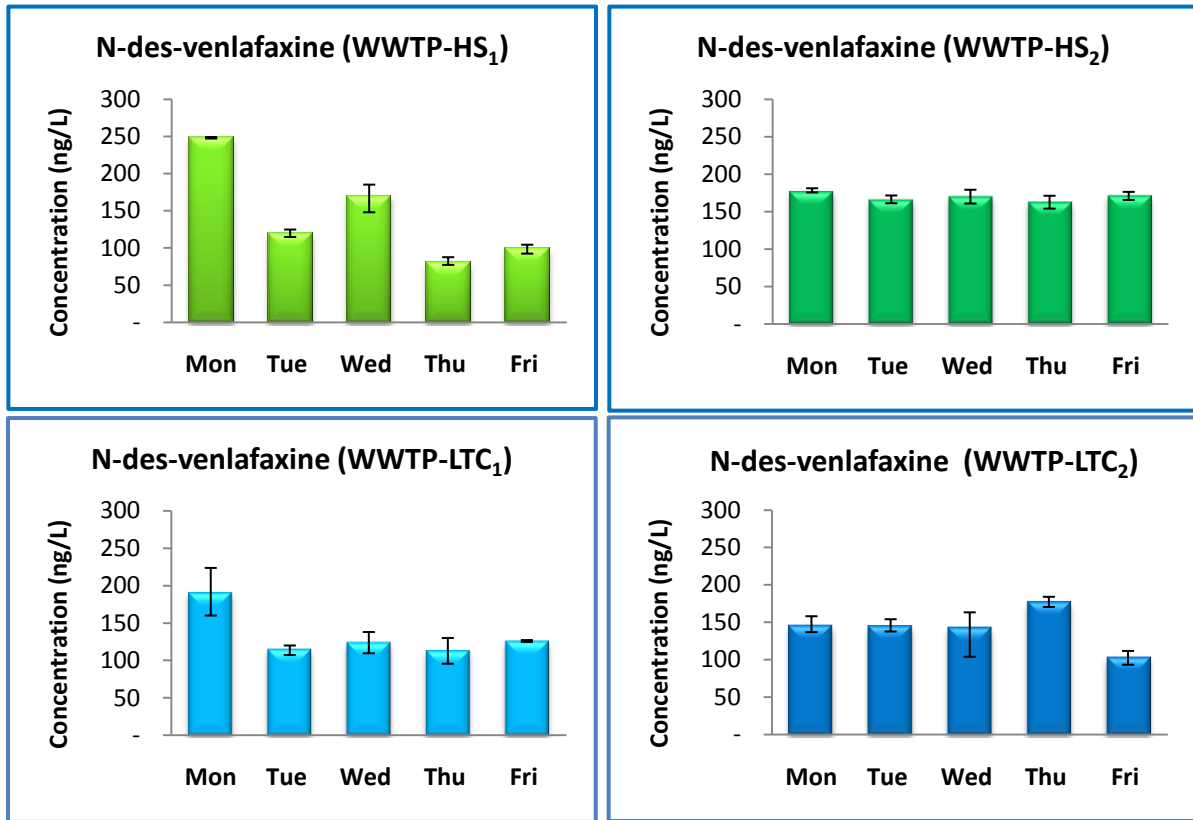 N-des-venlafaxine (WWTP-HS₁)
Concentration (ng/L)
300
250
200
150
100
50
-
Mon Tue Wed Thu Fri
N-des-venlafaxine (WWTP-HS₂)
Concentration (ng/L)
300
250
200
150
100
50
-
Mon Tue Wed Thu Fri
N-des-venlafaxine (WWTP-LTC₁)
Concentration (ng/L)
300
250
200
150
100
50
-
Mon Tue Wed Thu Fri
N-des-venlafaxine (WWTP-LTC₂)
Concentration (ng/L)
300
250
200
150
100
50
-
Mon Tue Wed Thu Fri